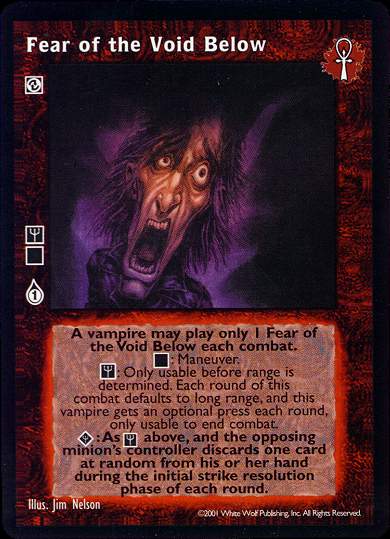 Fear of the Void Below
1
A vampire may play only 1 Fear of
the Void Below each combat.
: Maneuver.
: Only usable before range is
determined. Each round of this
combat defaults to long range, and this
vampire gets an optional press each round,
only usable to end combat.
:As above, and the opposing
minion's controller discards one card
at random from his or her hand
during the initial strike resolution
phase of each round.
Illus. Jim Nelson
©2001 White Wolf Publishing, Inc. All Rights Reserved.